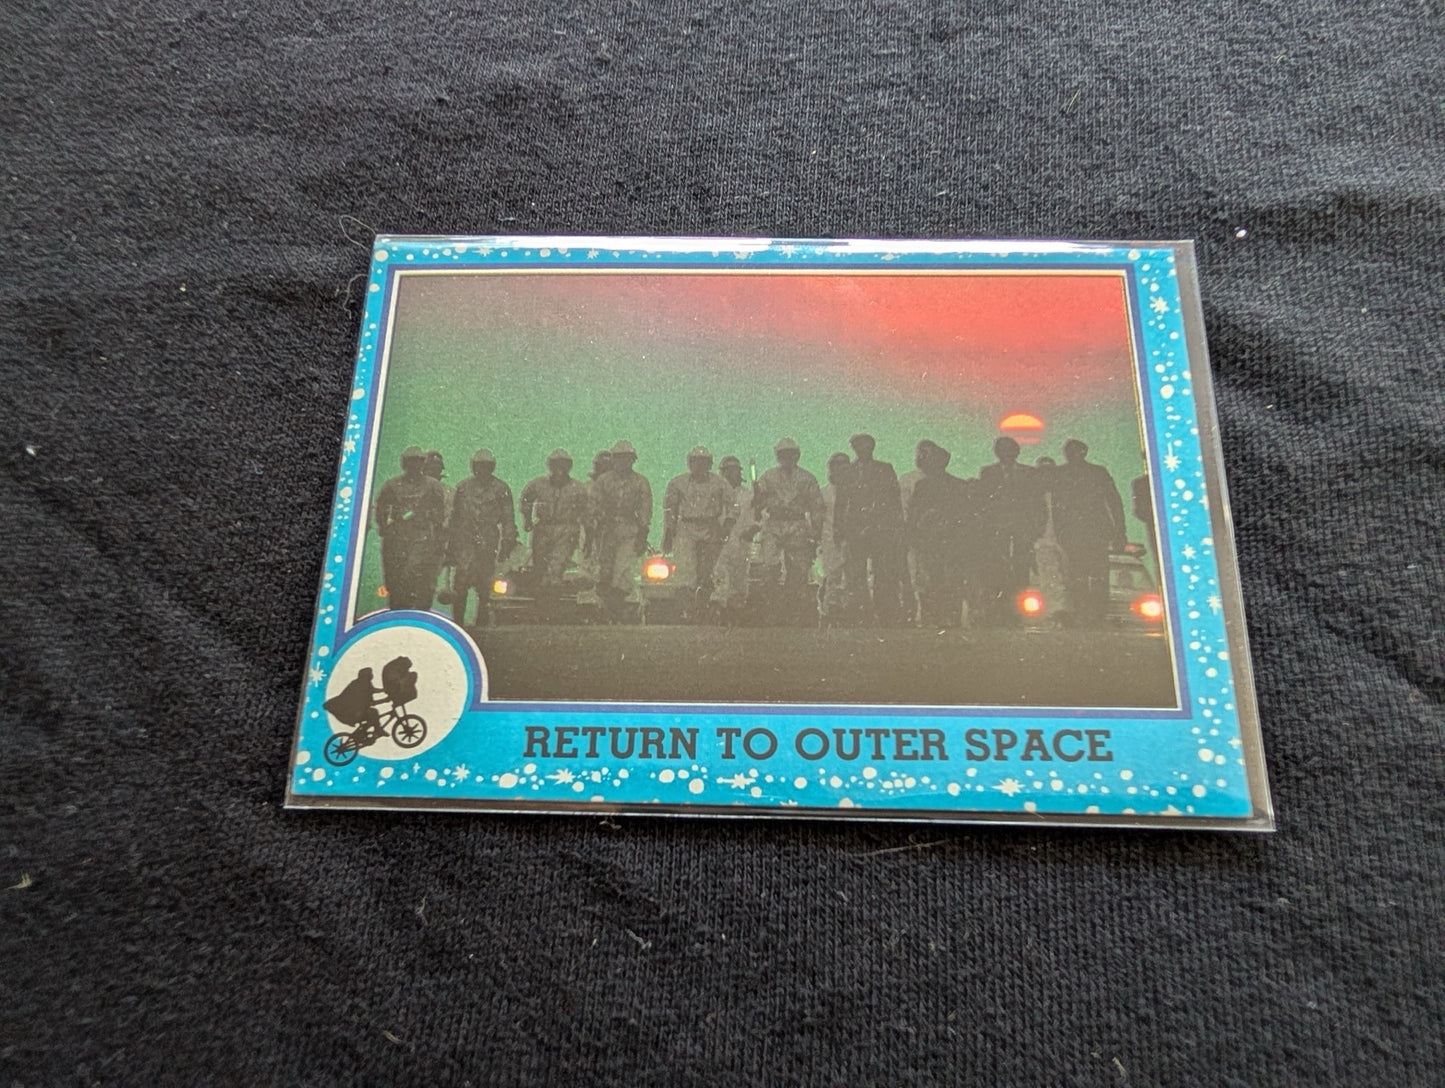 RETURN TO OUTER SPACE